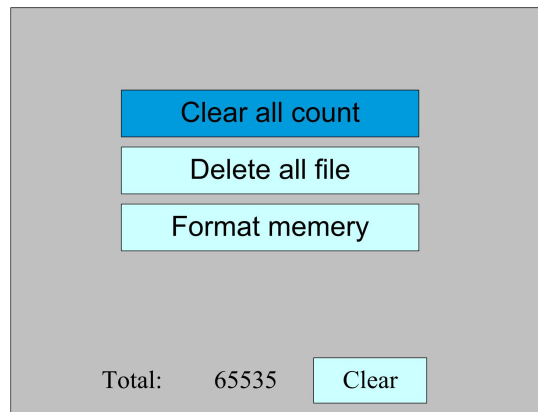 Clear all count
Delete all file
Format memery
Total: 65535 Clear